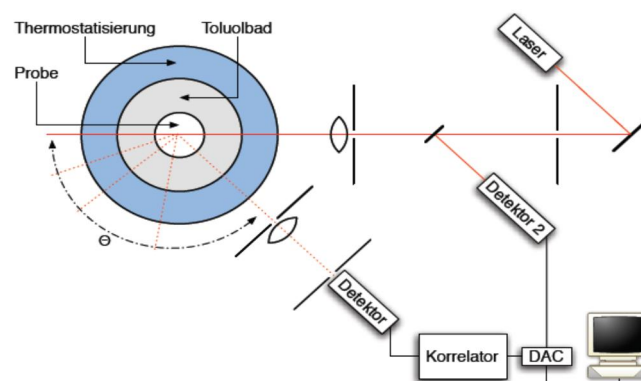 Thermostatisierung
Toluolbad
Probe
Laser
Detektor 2
Θ
Detektor
Korrelator
DAC